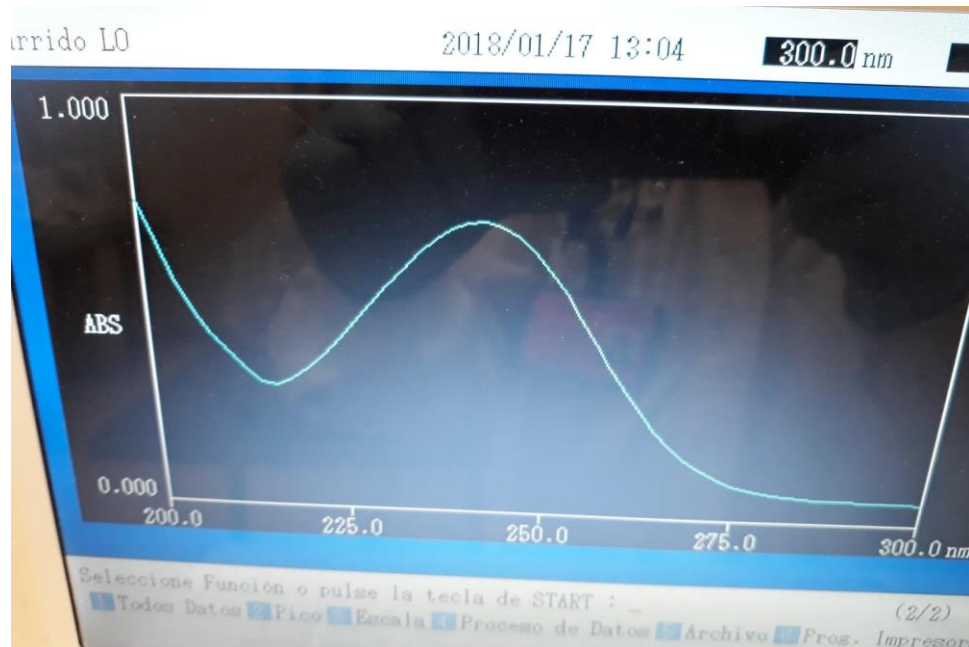 rrido LO 2018/01/17 13:04 300.0 nm
1.000
ABS
0.000
200.0 225.0 250.0 275.0 300.0 nm
Seleccione Función o pulse la tecla de START : _ (2/2)
1 Todos Datos 2 Pico 3 Escala 4 Proceso de Datos 5 Archivo 6 Prog. Impresor